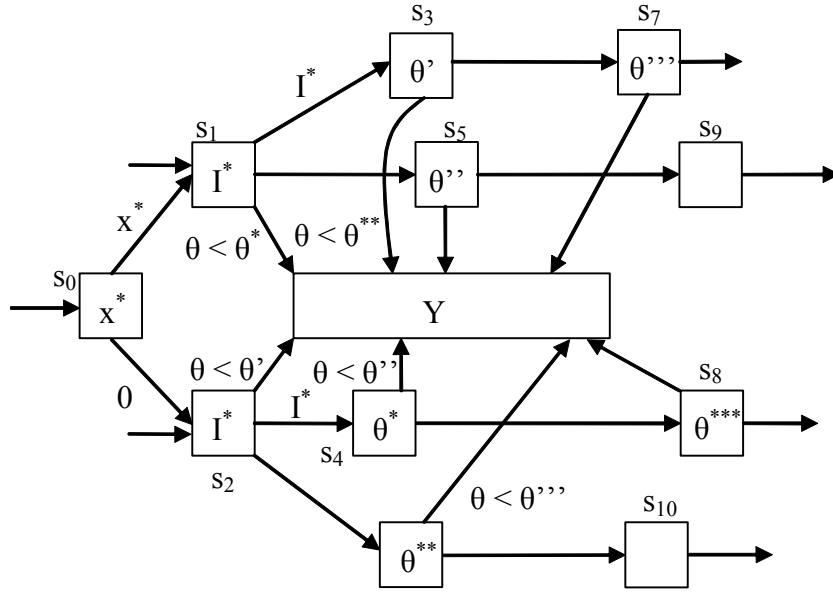 s₃
s₇
I*
θ'
θ'''
s₁
s₅
s₉
I*
θ''
x*
θ < θ*
θ < θ**
s₀
x*
Y
θ < θ'
θ < θ''
s₈
0
I*
I*
θ*
θ***
s₄
s₂
θ < θ'''
s₁₀
θ**